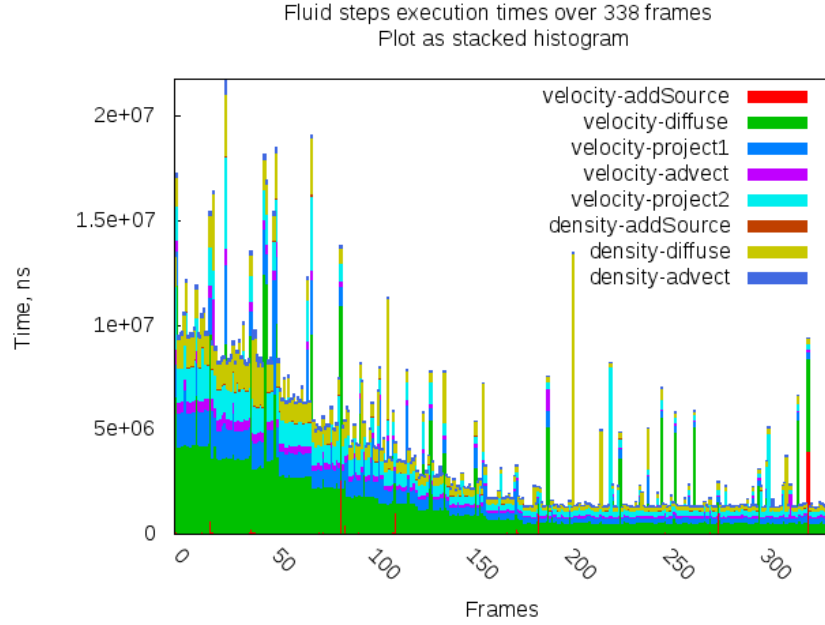 Fluid steps execution times over 338 frames
Plot as stacked histogram
velocity-addSource
velocity-diffuse
velocity-project1
velocity-advect
velocity-project2
density-addSource
density-diffuse
density-advect
2e+07
1.5e+07
1e+07
5e+06
0
Time, ns
0
50
100
150
200
250
300
Frames